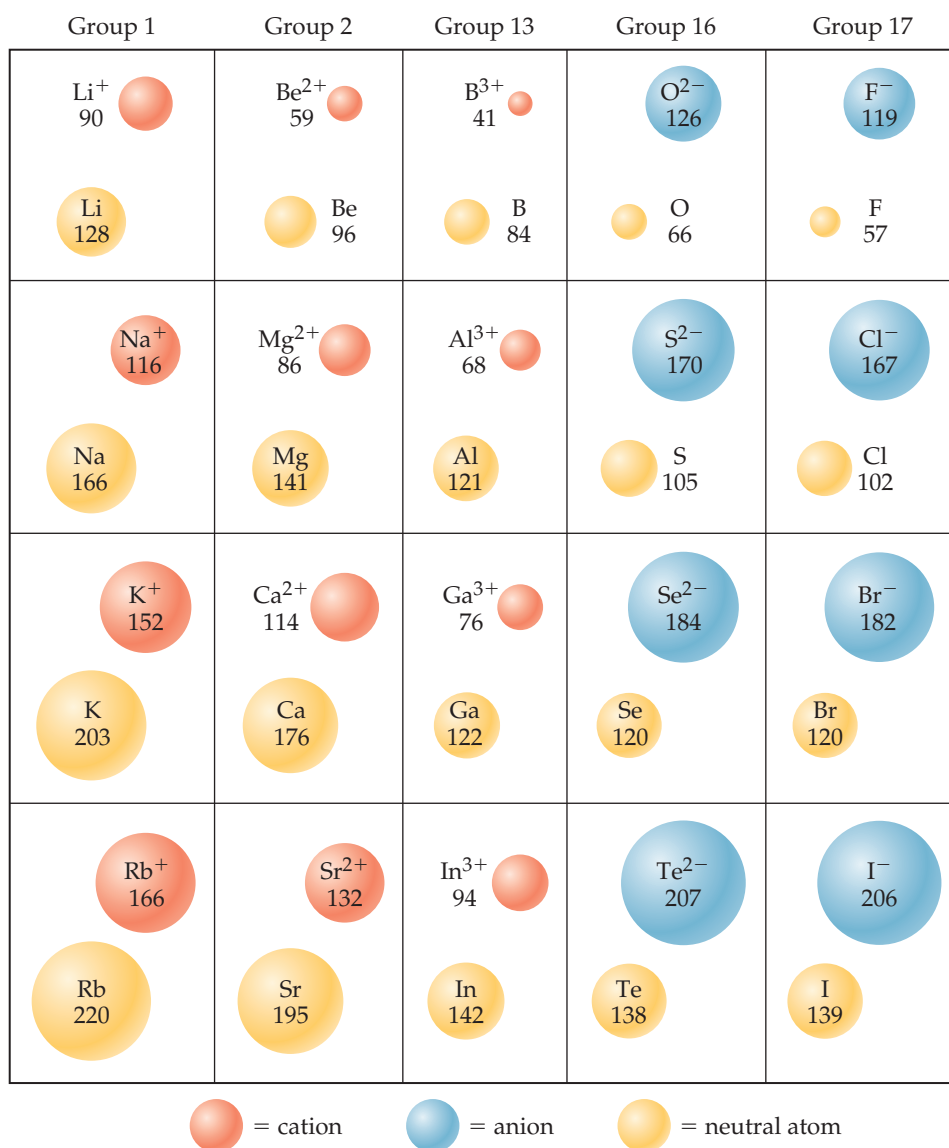 Group 1 Group 2 Group 13 Group 16 Group 17
Li⁺ Be²⁺ B³⁺ O²⁻ F⁻
90 59 41 126 119
Li Be B O F
128 96 84 66 57
Na⁺ Mg²⁺ Al³⁺ S²⁻ Cl⁻
116 86 68 170 167
Na Mg Al S Cl
166 141 121 105 102
K⁺ Ca²⁺ Ga³⁺ Se²⁻ Br⁻
152 114 76 184 182
K Ca Ga Se Br
203 176 122 120 120
Rb⁺ Sr²⁺ In³⁺ Te²⁻ I⁻
166 132 94 207 206
Rb Sr In Te I
220 195 142 138 139
= cation = anion = neutral atom